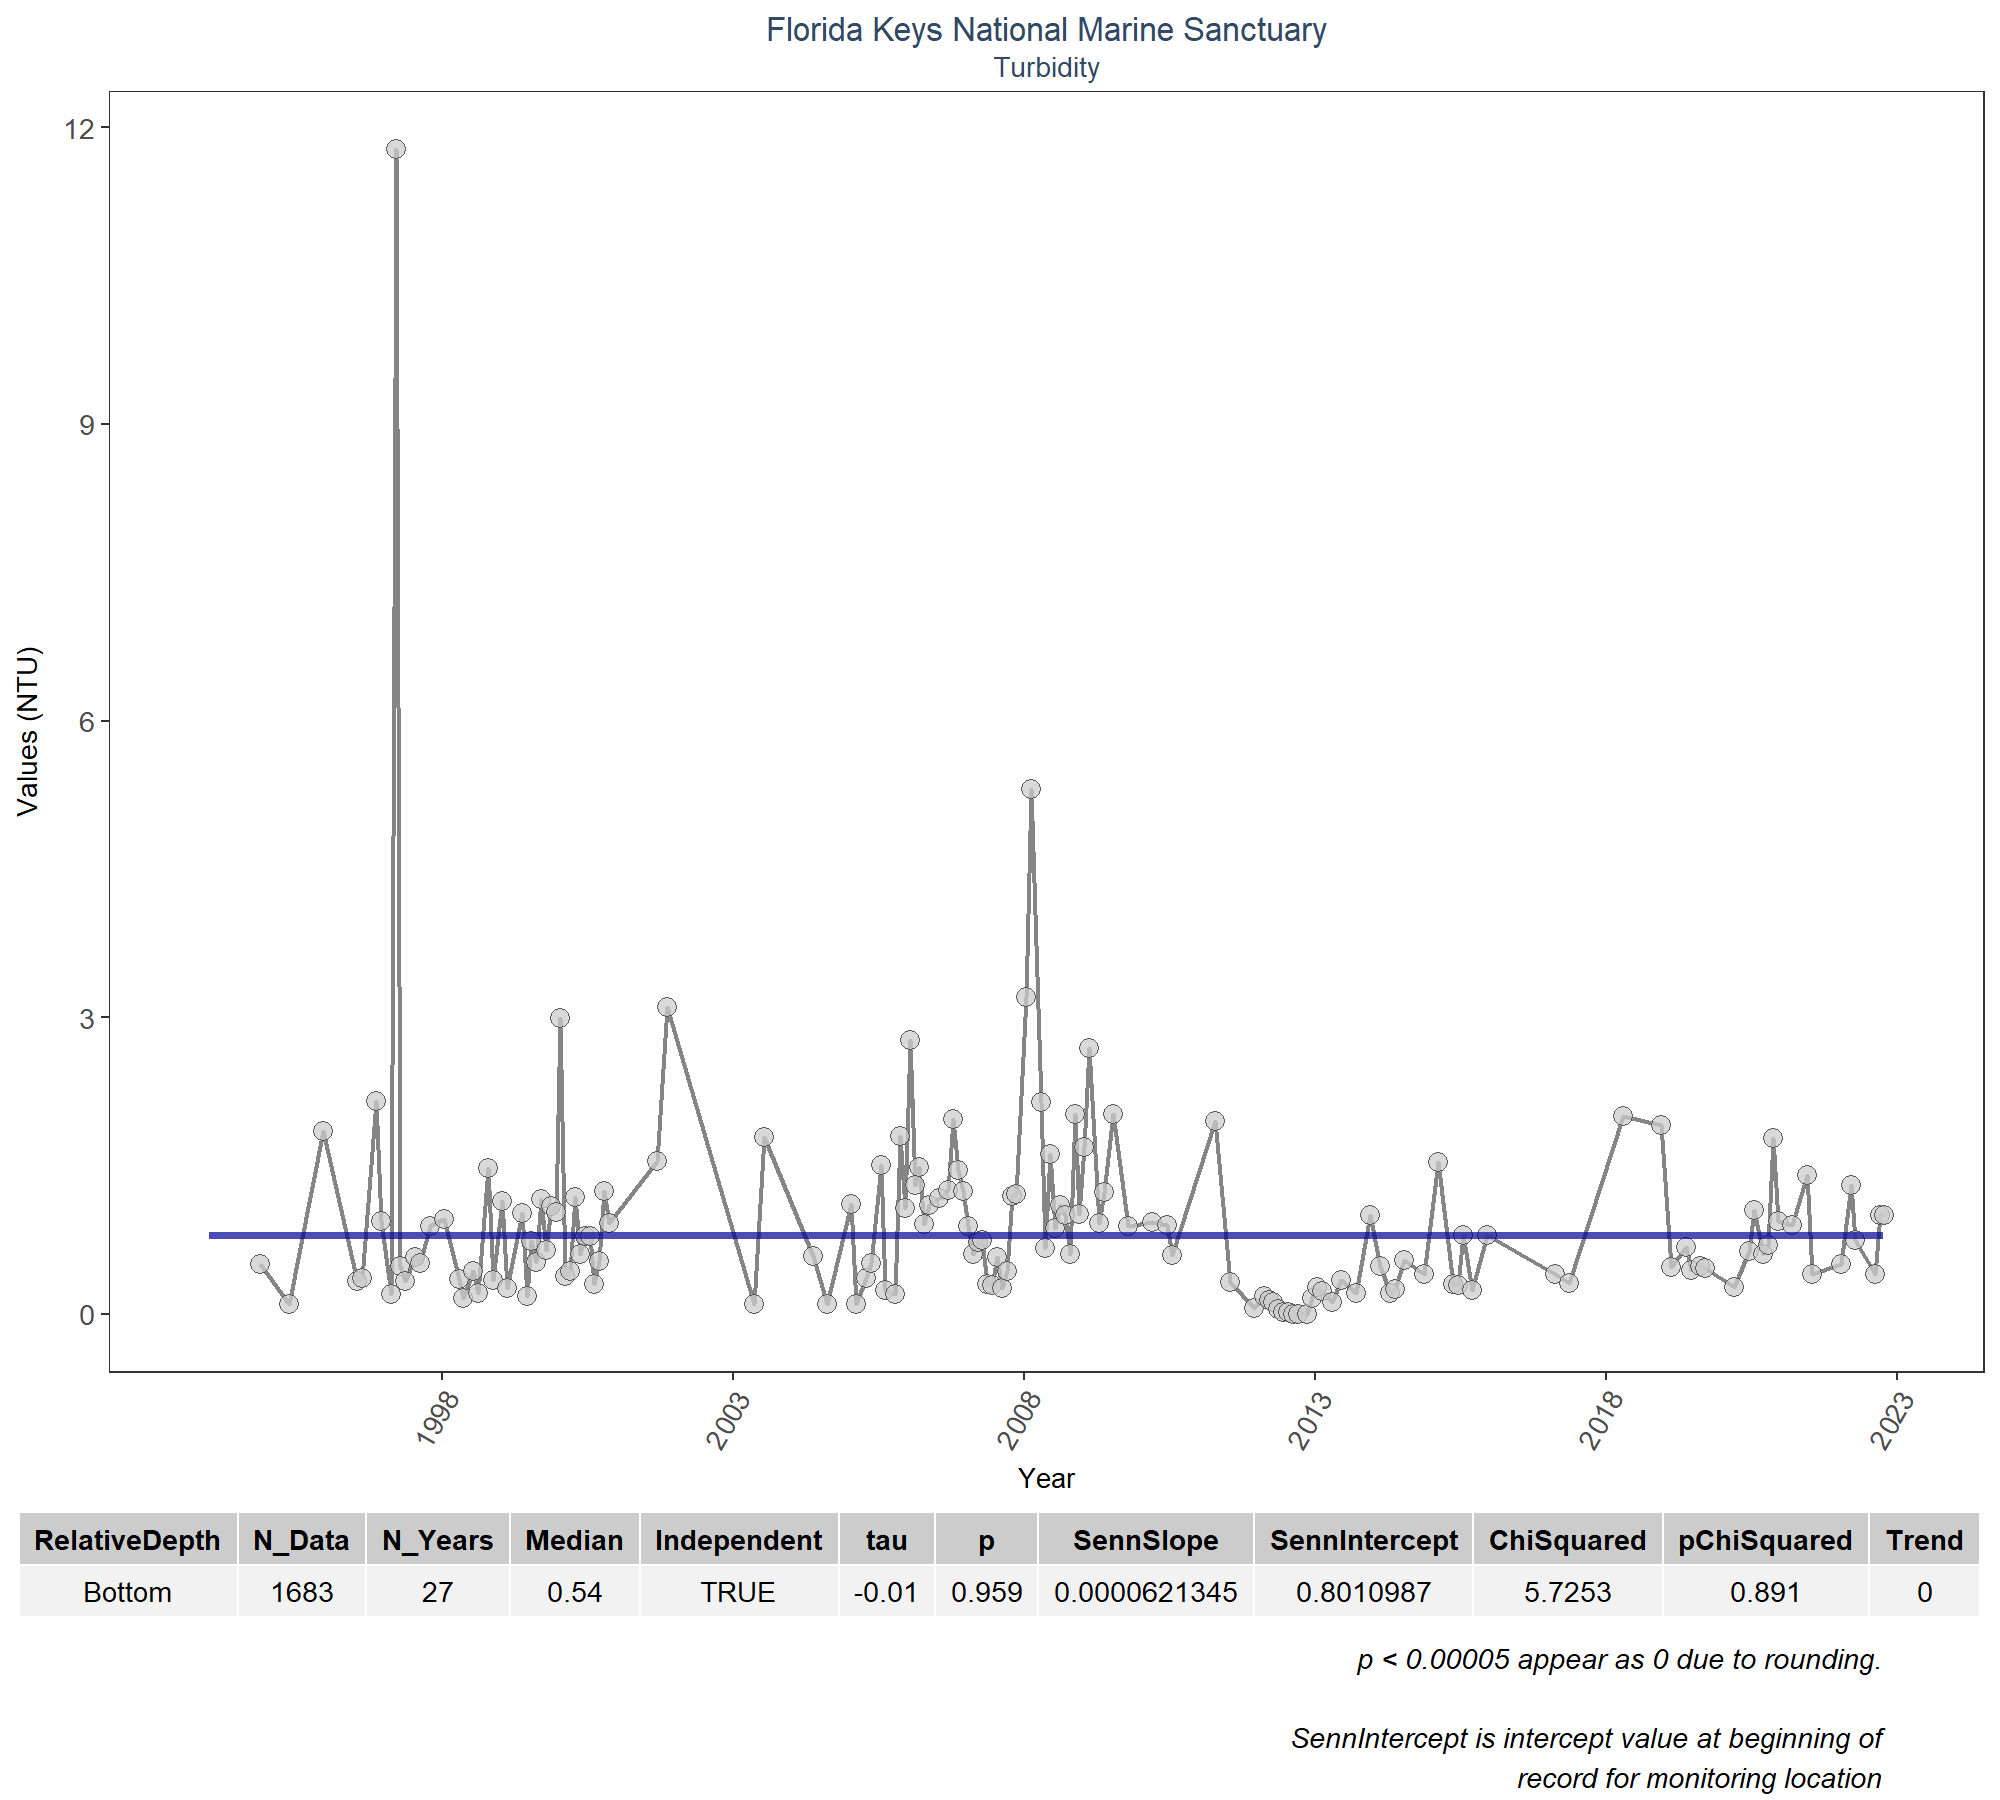 Florida Keys National Marine Sanctuary
Turbidity
12
9
6
3
0
Values (NTU)
1998
2003
2008
2013
2018
2023
Year
RelativeDepth N_Data N_Years Median Independent tau p SennSlope SennIntercept ChiSquared pChiSquared Trend
Bottom 1683 27 0.54 TRUE -0.01 0.959 0.0000621345 0.8010987 5.7253 0.891 0
p < 0.00005 appear as 0 due to rounding.
SennIntercept is intercept value at beginning of
record for monitoring location